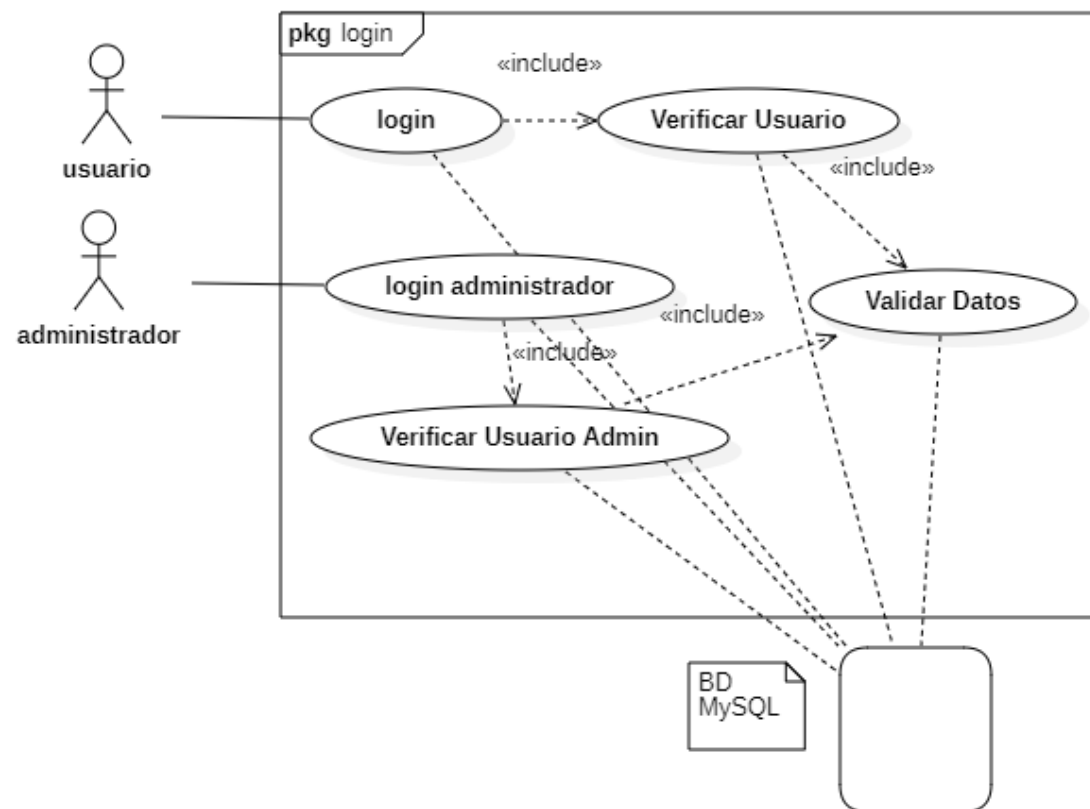 pkg login
«include»
login
Verificar Usuario
usuario
«include»
login administrador
Validar Datos
administrador
«include»
«include»
Verificar Usuario Admin
BD
MySQL